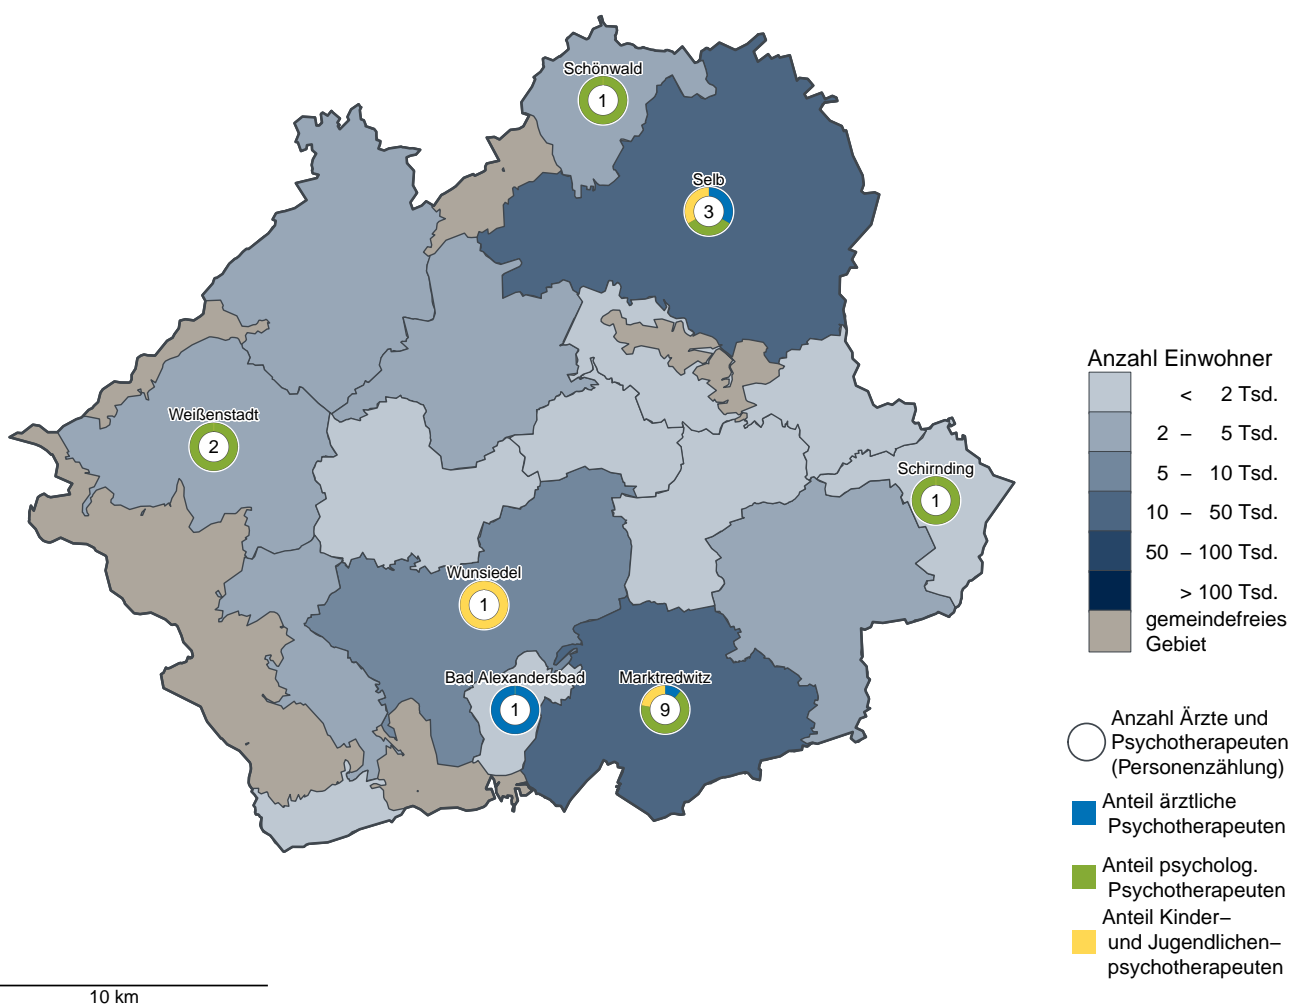 Schönwald
1
Selb
3
Weißenstadt
2
Schirnding
1
Wunsiedel
1
Bad Alexandersbad
1
Marktredwitz
9
Anzahl Einwohner
< 2 Tsd.
2 – 5 Tsd.
5 – 10 Tsd.
10 – 50 Tsd.
50 – 100 Tsd.
> 100 Tsd.
gemeindefreies
Gebiet
Anzahl Ärzte und
Psychotherapeuten
(Personenzählung)
Anteil ärztliche
Psychotherapeuten
Anteil psycholog.
Psychotherapeuten
Anteil Kinder–
und Jugendlichen–
psychotherapeuten
10 km